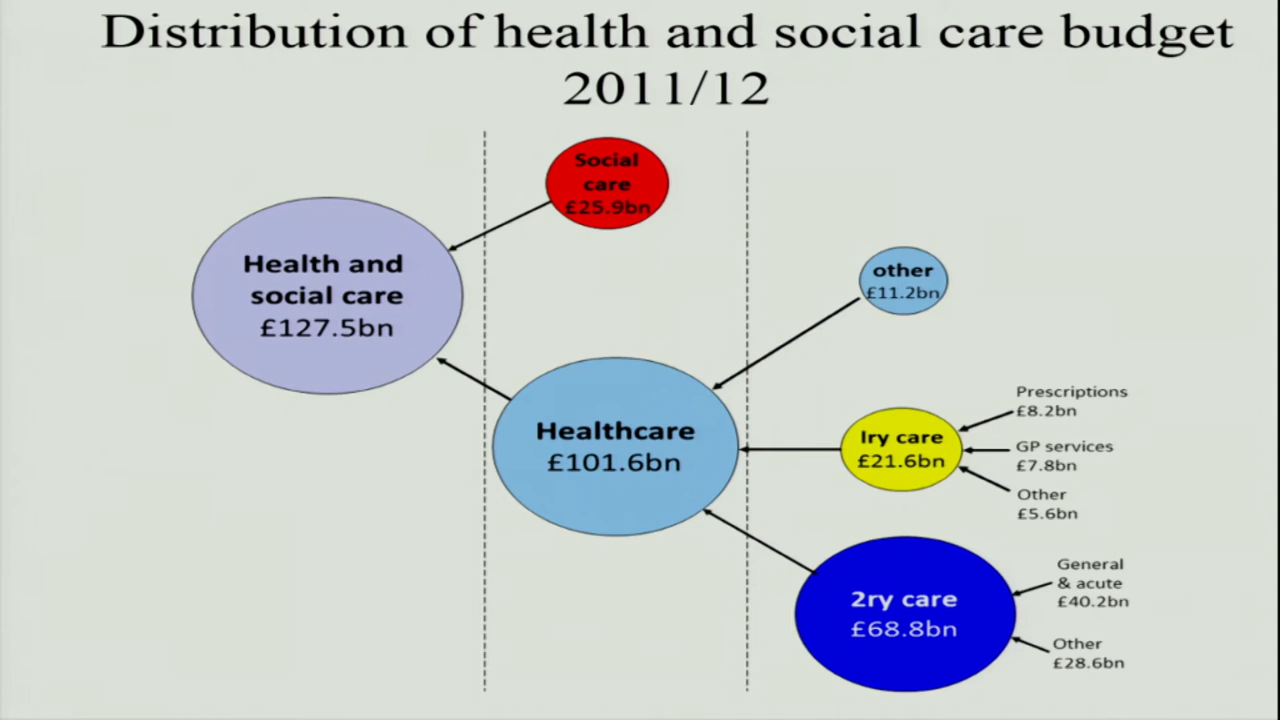 Distribution of health and social care budget
2011/12
Social
care
£25.9bn
Health and
social care
£127.5bn
other
£11.2bn
Healthcare
£101.6bn
Iry care
£21.6bn
Prescriptions
£8.2bn
GP services
£7.8bn
Other
£5.6bn
2ry care
£68.8bn
General
& acute
£40.2bn
Other
£28.6bn